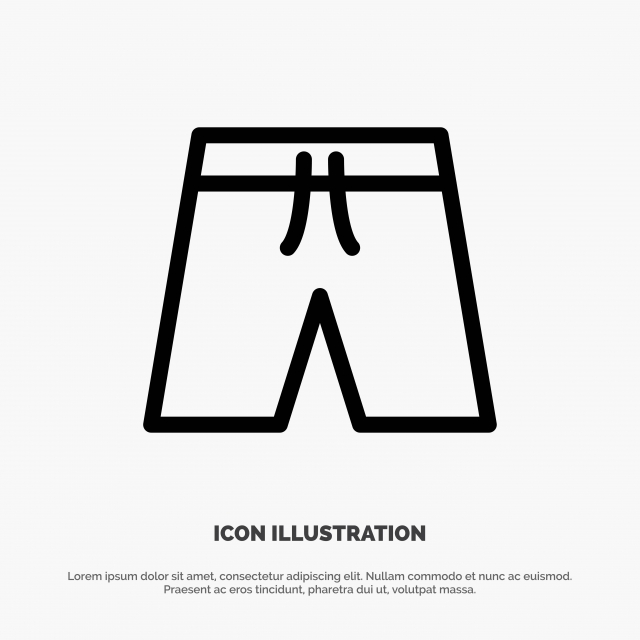 ICON ILLUSTRATION
Lorem ipsum dolor sit amet, consectetur adipiscing elit. Nullam commodo et nunc ac euismod.
Praesent ac eros tincidunt, pharetra dui ut, volutpat massa.